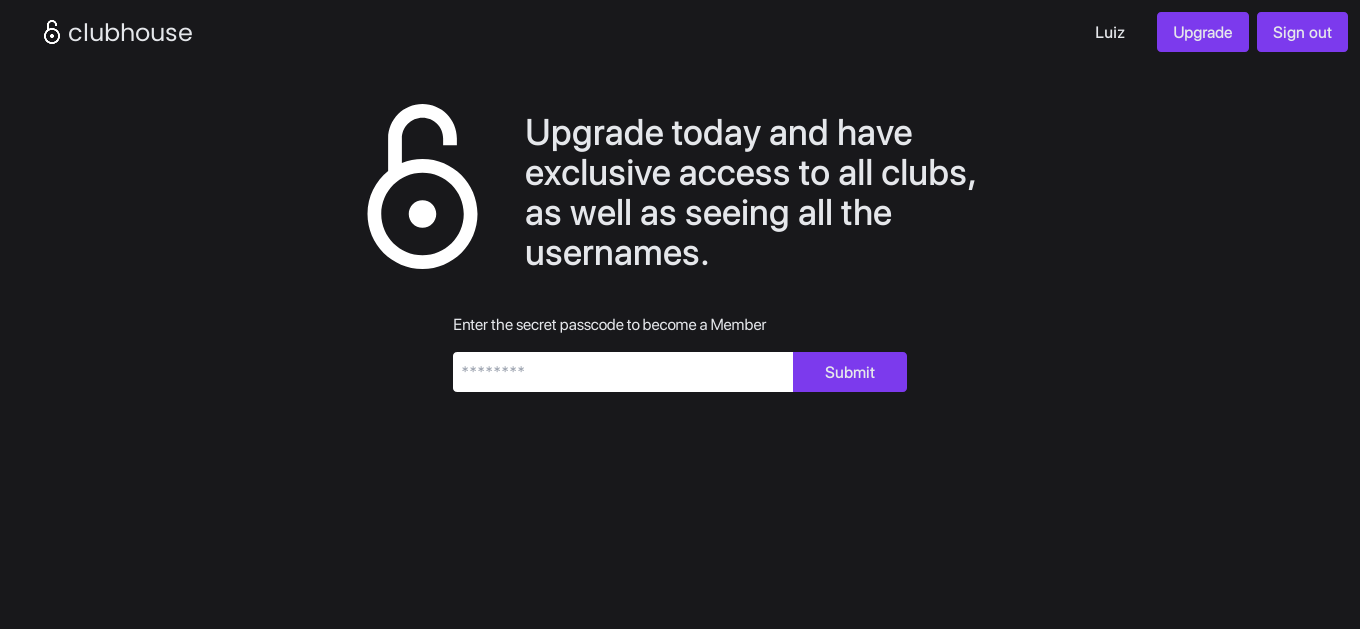 clubhouse
Luiz
Upgrade
Sign out
Upgrade today and have
exclusive access to all clubs,
as well as seeing all the
usernames.
Enter the secret passcode to become a Member
********
Submit